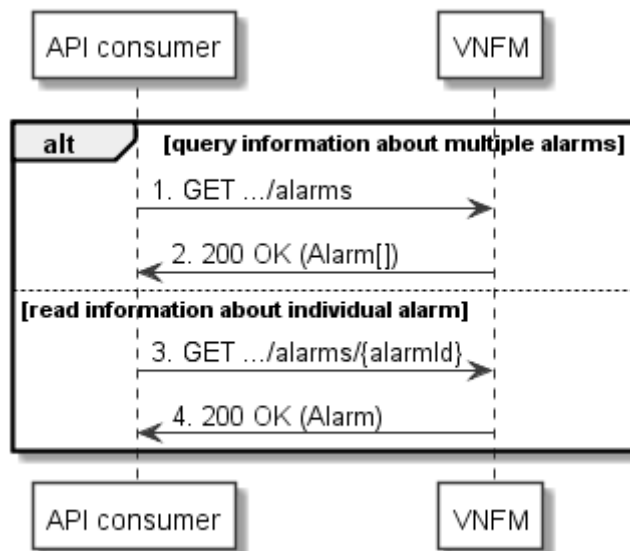 API consumer
VNFM
alt
[query information about multiple alarms]
1. GET .../alarms
2. 200 OK (Alarm[])
[read information about individual alarm]
3. GET .../alarms/{alarmId}
4. 200 OK (Alarm)
API consumer
VNFM